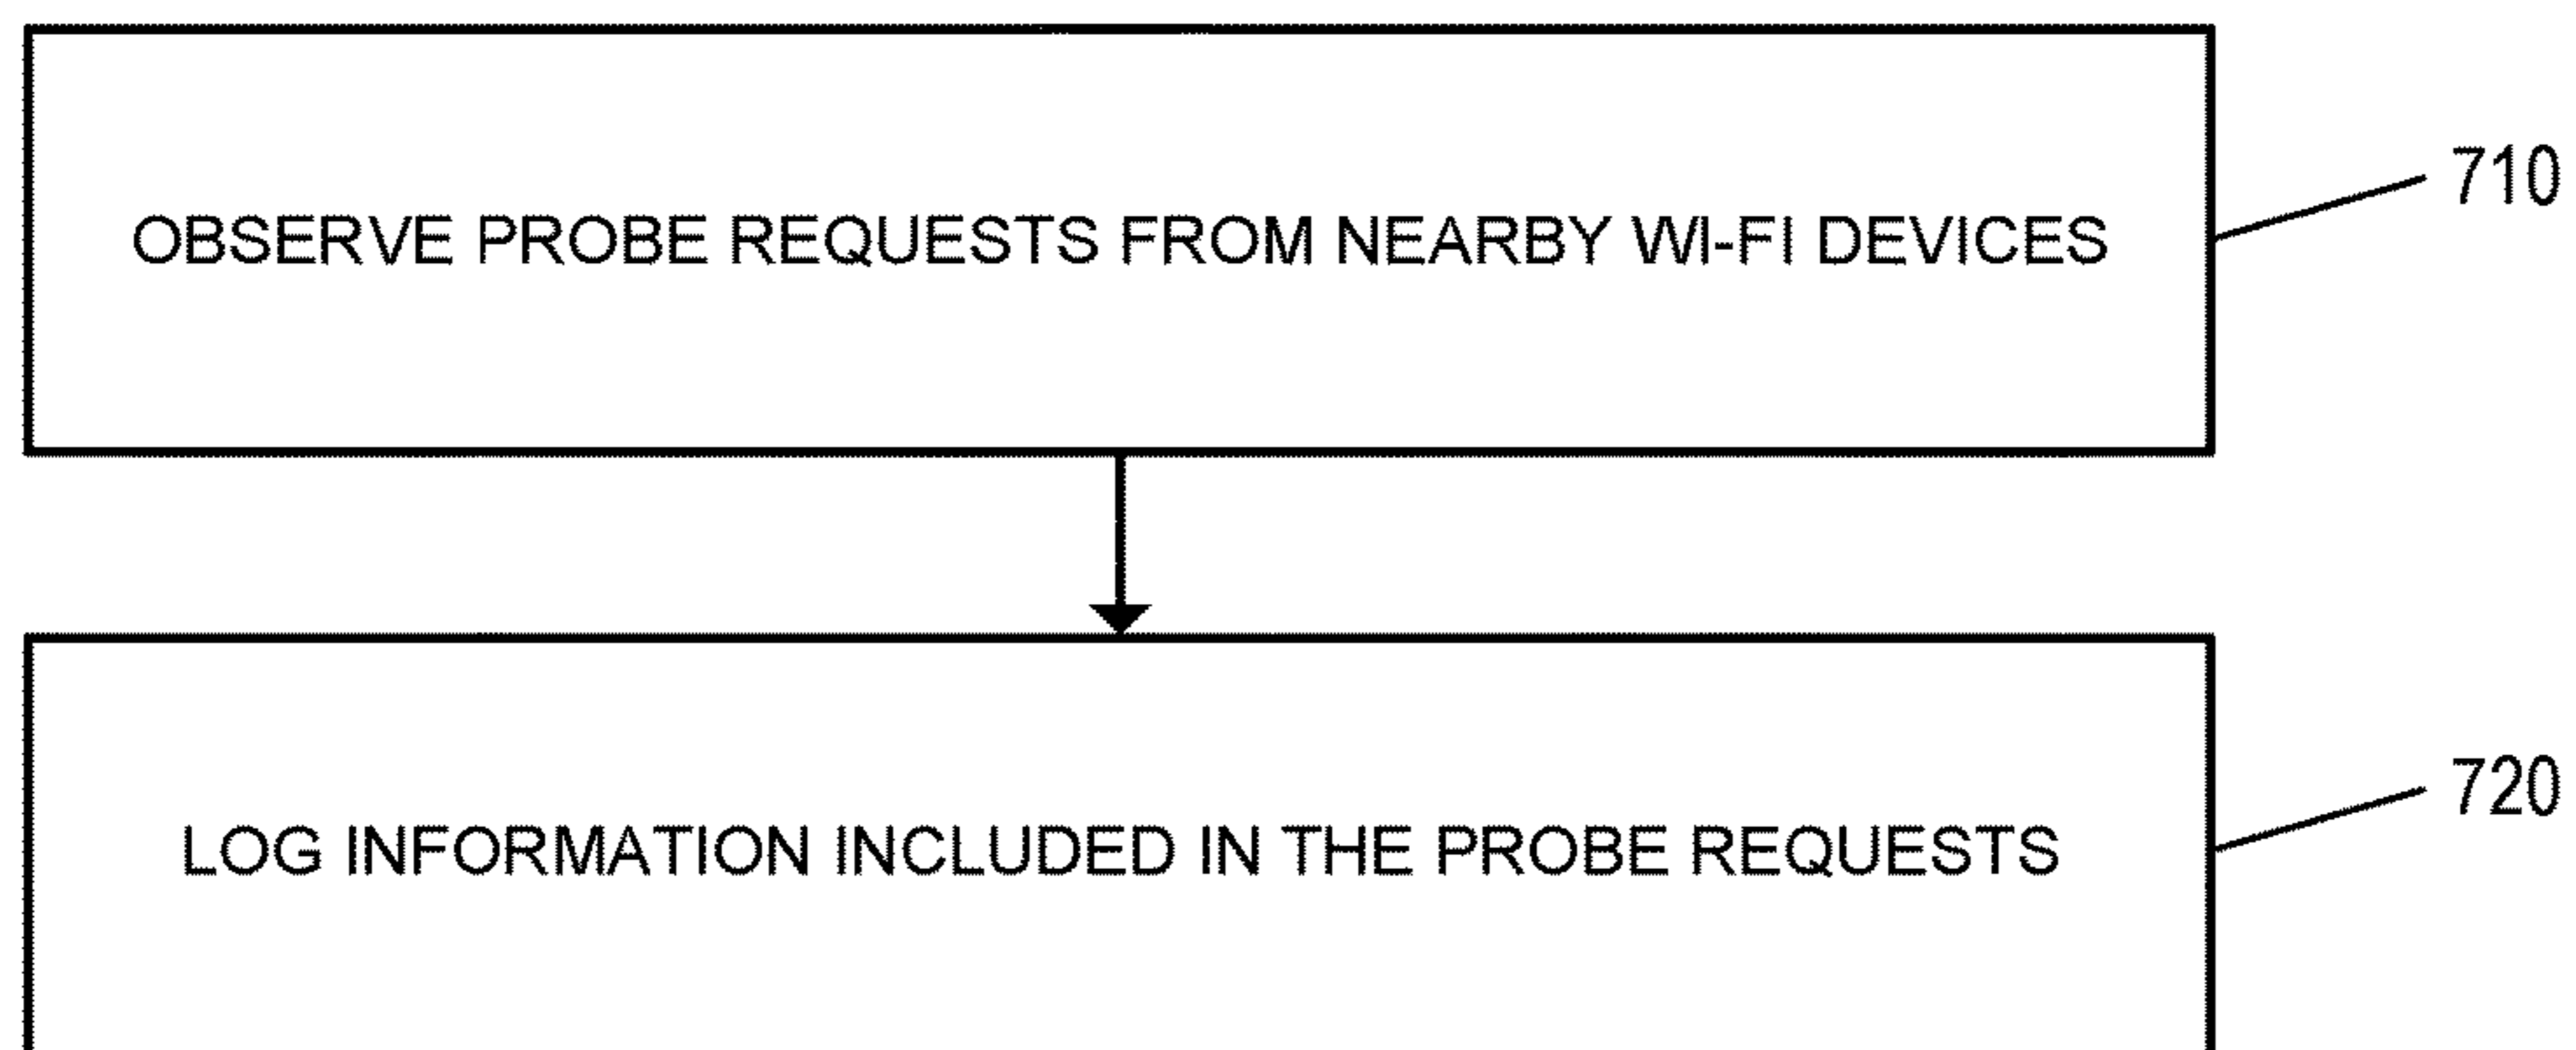 OBSERVE PROBE REQUESTS FROM NEARBY WI-FI DEVICES
710
LOG INFORMATION INCLUDED IN THE PROBE REQUESTS
720